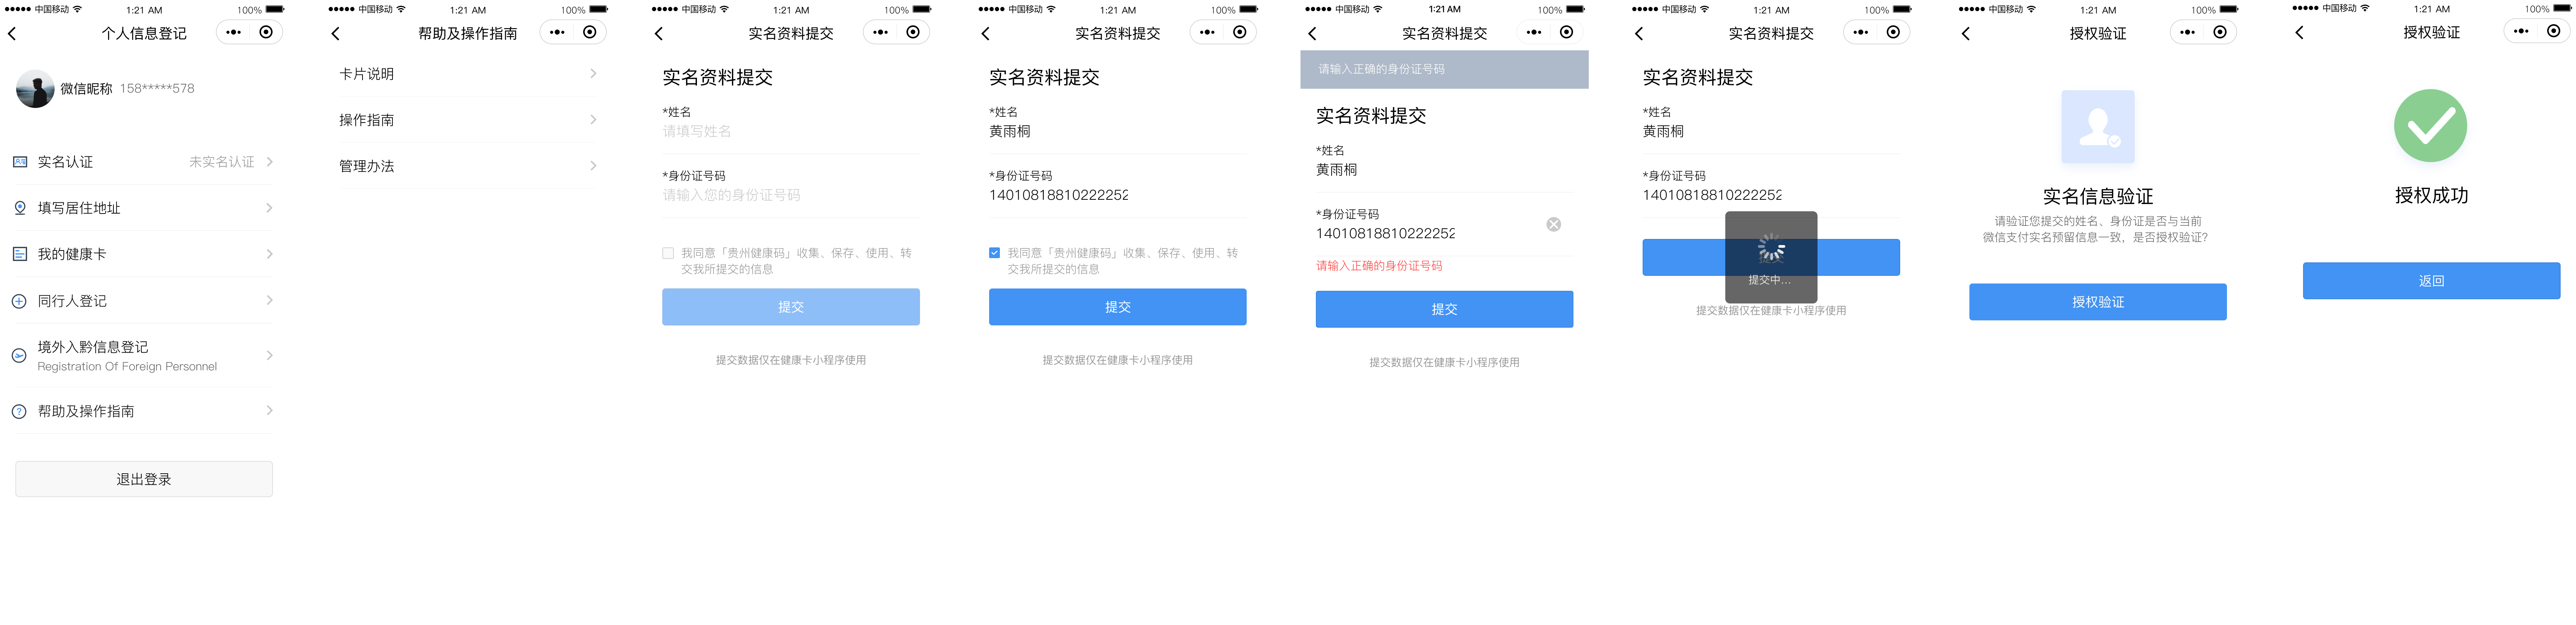 中国移动
1:21 AM
100%
个人信息登记
微信昵称 158*****578
实名认证
未实名认证
填写居住地址
我的健康卡
同行人登记
境外入黔信息登记
Registration Of Foreign Personnel
帮助及操作指南
退出登录
中国移动
1:21 AM
100%
帮助及操作指南
卡片说明
操作指南
管理办法
中国移动
1:21 AM
100%
实名资料提交
实名资料提交
*姓名
请填写姓名
*身份证号码
请输入您的身份证号码
我同意「贵州健康码」收集、保存、使用、转
交我所提交的信息
提交
提交数据仅在健康卡小程序使用
中国移动
1:21 AM
100%
实名资料提交
实名资料提交
*姓名
黄雨桐
*身份证号码
14010818810222252
我同意「贵州健康码」收集、保存、使用、转
交我所提交的信息
提交
提交数据仅在健康卡小程序使用
中国移动
1:21 AM
100%
实名资料提交
请输入正确的身份证号码
实名资料提交
*姓名
黄雨桐
*身份证号码
14010818810222252
请输入正确的身份证号码
提交
提交数据仅在健康卡小程序使用
中国移动
1:21 AM
100%
实名资料提交
实名资料提交
*姓名
黄雨桐
*身份证号码
14010818810222252
提交
提交中...
提交数据仅在健康卡小程序使用
中国移动
1:21 AM
100%
授权验证
实名信息验证
请验证您提交的姓名、身份证是否与当前
微信支付实名预留信息一致，是否授权验证?
授权验证
中国移动
1:21 AM
100%
授权验证
授权成功
返回